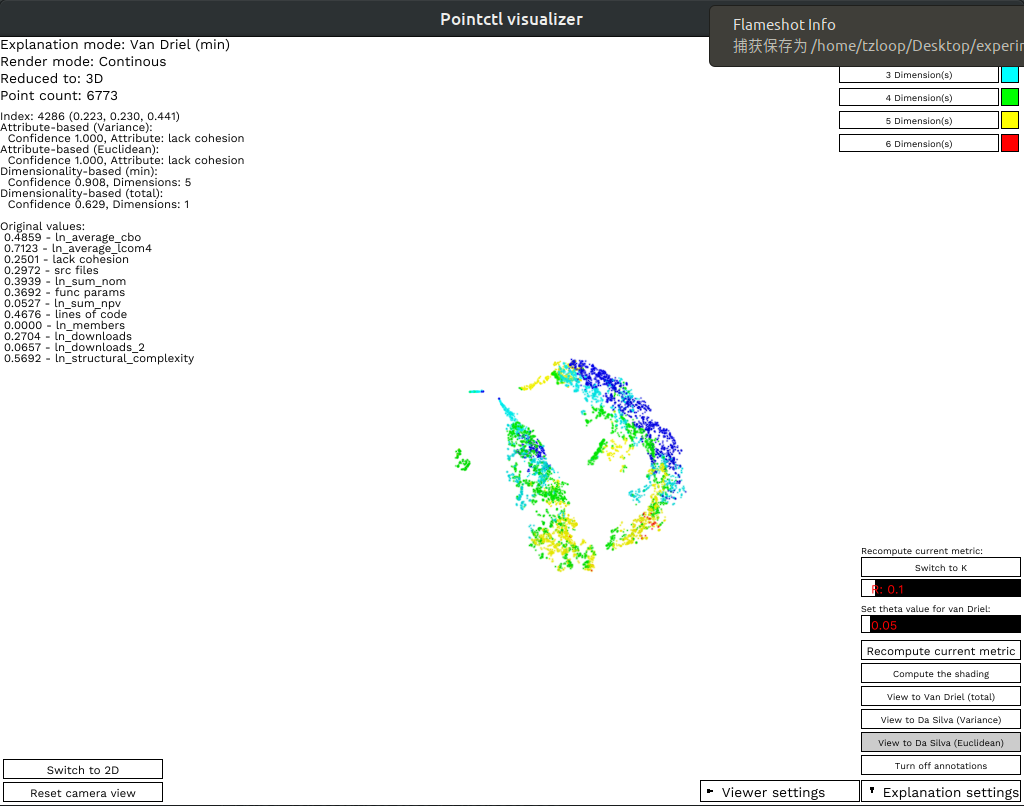 Pointctl visualizer
Flameshot Info
捕获保存为 /home/tzloop/Desktop/experi
Explanation mode: Van Driel (min)
Render mode: Continous
Reduced to: 3D
Point count: 6773
Index: 4286 (0.223, 0.230, 0.441)
Attribute-based (Variance):
Confidence 1.000, Attribute: lack cohesion
Attribute-based (Euclidean):
Confidence 1.000, Attribute: lack cohesion
Dimensionality-based (min):
Confidence 0.908, Dimensions: 5
Dimensionality-based (total):
Confidence 0.629, Dimensions: 1
Original values:
0.4859 - ln_average_cbo
0.7123 - ln_average_lcom4
0.2501 - lack cohesion
0.2972 - src files
0.3939 - ln_sum_nom
0.3692 - func params
0.0527 - ln_sum_npv
0.4676 - lines of code
0.0000 - ln_members
0.2704 - ln_downloads
0.0657 - ln_downloads_2
0.5692 - ln_structural_complexity
3 Dimension(s)
4 Dimension(s)
5 Dimension(s)
6 Dimension(s)
Recompute current metric:
Switch to K
R: 0.1
Set theta value for van Driel:
0.05
Recompute current metric
Compute the shading
View to Van Driel (total)
View to Da Silva (Variance)
View to Da Silva (Euclidean)
Turn off annotations
Switch to 2D
Reset camera view
Viewer settings
Explanation settings